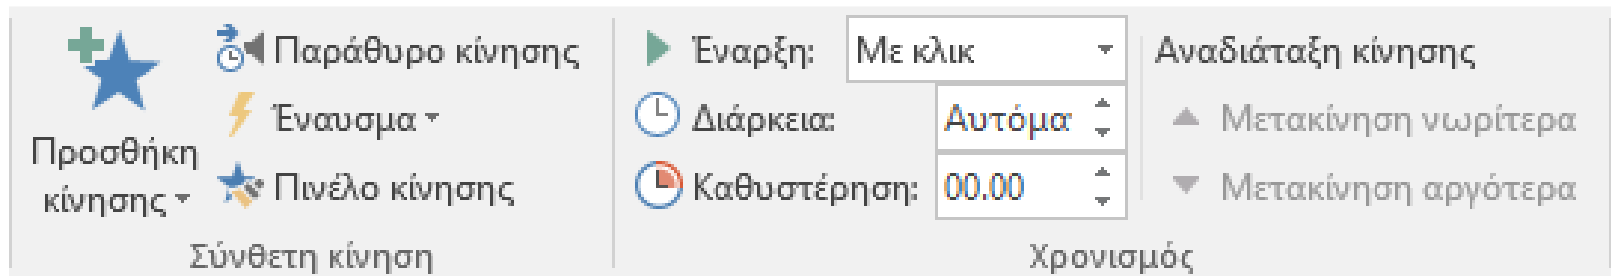 Προσθήκη
κίνησης
Παράθυρο κίνησης
Έναυσμα
Πινέλο κίνησης
Σύνθετη κίνηση
Έναρξη: Με κλικ
Διάρκεια: Αυτόμα
Καθυστέρηση: 00.00
Αναδιάταξη κίνησης
Μετακίνηση νωρίτερα
Μετακίνηση αργότερα
Χρονισμός